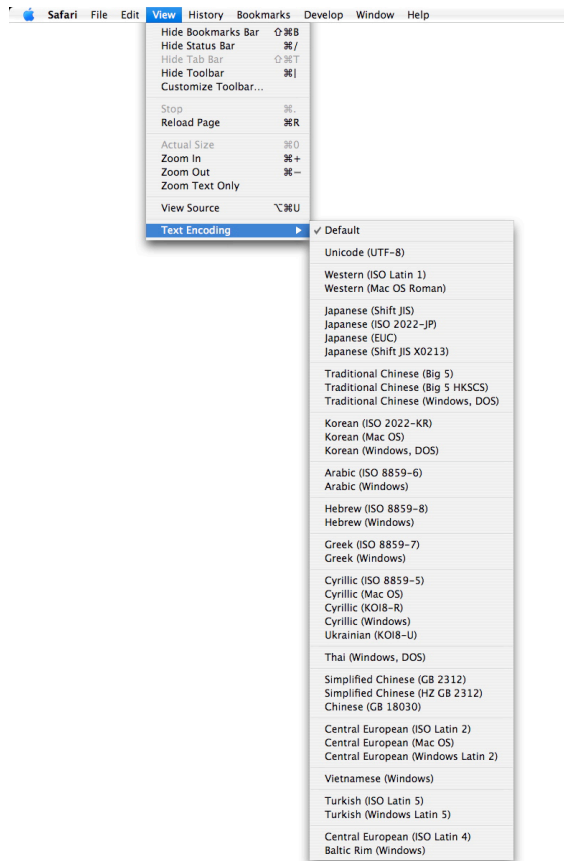 Safari File Edit View History Bookmarks Develop Window Help
Hide Bookmarks Bar ⇧⌘B
Hide Status Bar ⌘/
Hide Tab Bar ⇧⌘T
Hide Toolbar ⌘|
Customize Toolbar...
Stop ⌘.
Reload Page ⌘R
Actual Size ⌘0
Zoom In ⌘+
Zoom Out ⌘−
Zoom Text Only
View Source ⌥⌘U
Text Encoding ▶
✓ Default
Unicode (UTF-8)
Western (ISO Latin 1)
Western (Mac OS Roman)
Japanese (Shift JIS)
Japanese (ISO 2022-JP)
Japanese (EUC)
Japanese (Shift JIS X0213)
Traditional Chinese (Big 5)
Traditional Chinese (Big 5 HKSCS)
Traditional Chinese (Windows, DOS)
Korean (ISO 2022-KR)
Korean (Mac OS)
Korean (Windows, DOS)
Arabic (ISO 8859-6)
Arabic (Windows)
Hebrew (ISO 8859-8)
Hebrew (Windows)
Greek (ISO 8859-7)
Greek (Windows)
Cyrillic (ISO 8859-5)
Cyrillic (Mac OS)
Cyrillic (KOI8-R)
Cyrillic (Windows)
Ukrainian (KOI8-U)
Thai (Windows, DOS)
Simplified Chinese (GB 2312)
Simplified Chinese (HZ GB 2312)
Chinese (GB 18030)
Central European (ISO Latin 2)
Central European (Mac OS)
Central European (Windows Latin 2)
Vietnamese (Windows)
Turkish (ISO Latin 5)
Turkish (Windows Latin 5)
Central European (ISO Latin 4)
Baltic Rim (Windows)